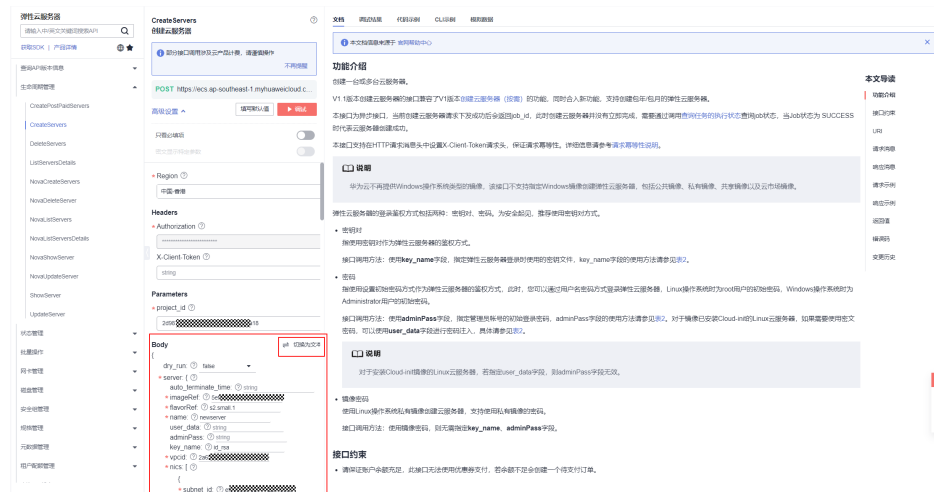 弹性云服务器
请输入中/英文关键词搜索API
获取SDK | 产品详情
查询API版本信息
生命周期管理
CreatePostPaidServers
CreateServers
DeleteServers
ListServersDetails
NovaCreateServers
NovaDeleteServer
NovaListServers
NovaListServersDetails
NovaShowServer
NovaUpdateServer
ShowServer
UpdateServer
状态管理
批量操作
网卡管理
磁盘管理
安全组管理
规格管理
元数据管理
租户配额管理
CreateServers
创建云服务器
部分接口调用涉及云产品计费，请谨慎操作
不再提醒
POST https://ecs.ap-southeast-1.myhuaweicloud.c...
高级设置
填写默认值
调试
只看必填项
* Region
中国-香港
Headers
* Authorization
************************
X-Client-Token
string
Parameters
* project_id
2d98
a18
Body
切换为文本
{
dry_run: false
* server: {
auto_terminate_time: string
* imageRef: 5e
* flavorRef: s2.small.1
* name: newserver
user_data: string
adminPass: string
key_name: id_rsa
* vpcid: 2a6
* nics: [
{
* subnet_id: e
文档 调试结果 代码示例 CLI示例 模拟数据
本文档信息来源于 官网帮助中心
功能介绍
创建一台或多台云服务器。
V1.1版本创建云服务器的接口兼容了V1版本创建云服务器（按需）的功能，同时合入新功能，支持创建包年/包月的弹性云服务器。
本接口为异步接口，当前创建云服务器请求下发成功后会返回job_id，此时创建云服务器并没有立即完成，需要通过调用查询任务的执行状态查询job状态，当Job状态为 SUCCESS
时代表云服务器创建成功。
本接口支持在HTTP请求消息头中设置X-Client-Token请求头，保证请求幂等性。详细信息请参考请求幂等性说明。
说明
华为云不再提供Windows操作系统类型的镜像，该接口不支持指定Windows镜像创建弹性云服务器，包括公共镜像、私有镜像、共享镜像以及云市场镜像。
弹性云服务器的登录鉴权方式包括两种：密钥对、密码。为安全起见，推荐使用密钥对方式。
• 密钥对
指使用密钥对作为弹性云服务器的鉴权方式。
接口调用方法：使用key_name字段，指定弹性云服务器登录时使用的密钥文件，key_name字段的使用方法请参见表2。
• 密码
指使用设置初始密码方式作为弹性云服务器的鉴权方式，此时，您可以通过用户名密码方式登录弹性云服务器，Linux操作系统时为root用户的初始密码，Windows操作系统时为
Administrator用户的初始密码。
接口调用方法：使用adminPass字段，指定管理员帐号的初始登录密码，adminPass字段的使用方法请参见表2。对于镜像已安装Cloud-init的Linux云服务器，如果需要使用密文
密码，可以使用user_data字段进行密码注入，具体请参见表2。
说明
对于安装Cloud-init镜像的Linux云服务器，若指定user_data字段，则adminPass字段无效。
• 镜像密码
使用Linux操作系统私有镜像创建云服务器，支持使用私有镜像的密码。
接口调用方法：使用镜像密码，则无需指定key_name、adminPass字段。
接口约束
• 请保证账户余额充足，此接口无法使用优惠券支付，若余额不足会创建一个待支付订单。
本文导读
功能介绍
接口约束
URI
请求消息
响应消息
请求示例
响应示例
返回值
错误码
变更历史